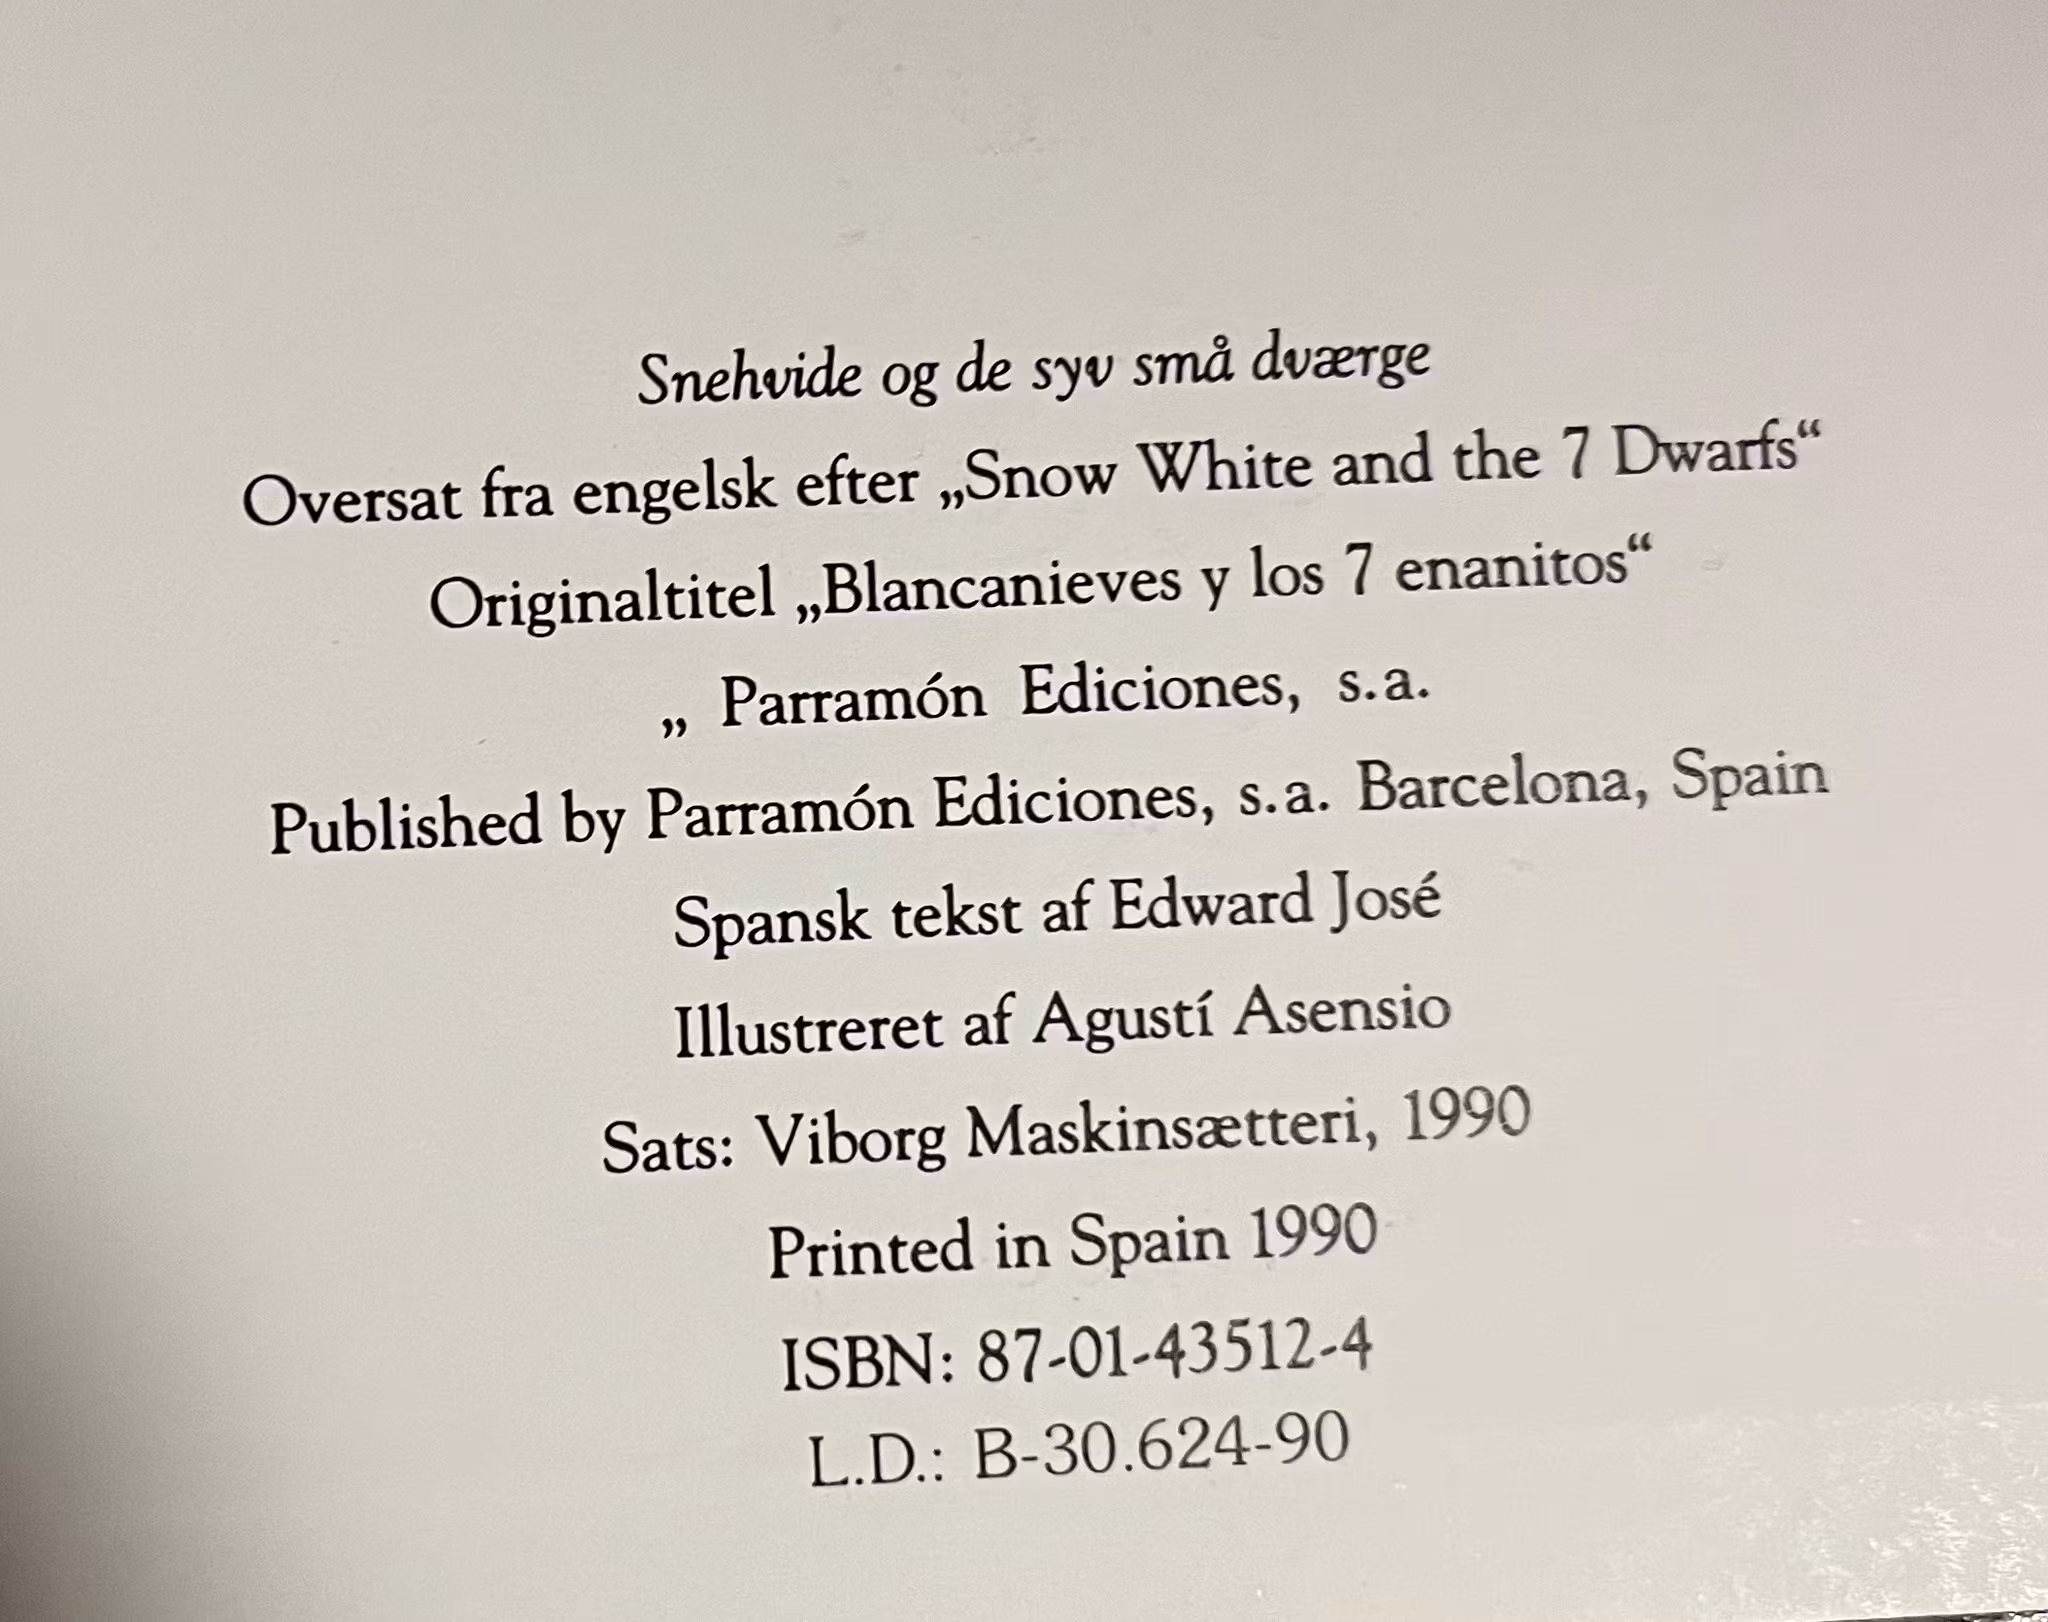 Snehvide og de syv små dværge
Oversat fra engelsk efter „Snow White and the 7 Dwarfs“
Originaltitel „Blancanieves y los 7 enanitos“
„ Parramón Ediciones, s.a.
Published by Parramón Ediciones, s.a. Barcelona, Spain
Spansk tekst af Edward José
Illustreret af Agustí Asensio
Sats: Viborg Maskinsætteri, 1990
Printed in Spain 1990
ISBN: 87-01-43512-4
L.D.: B-30.624-90